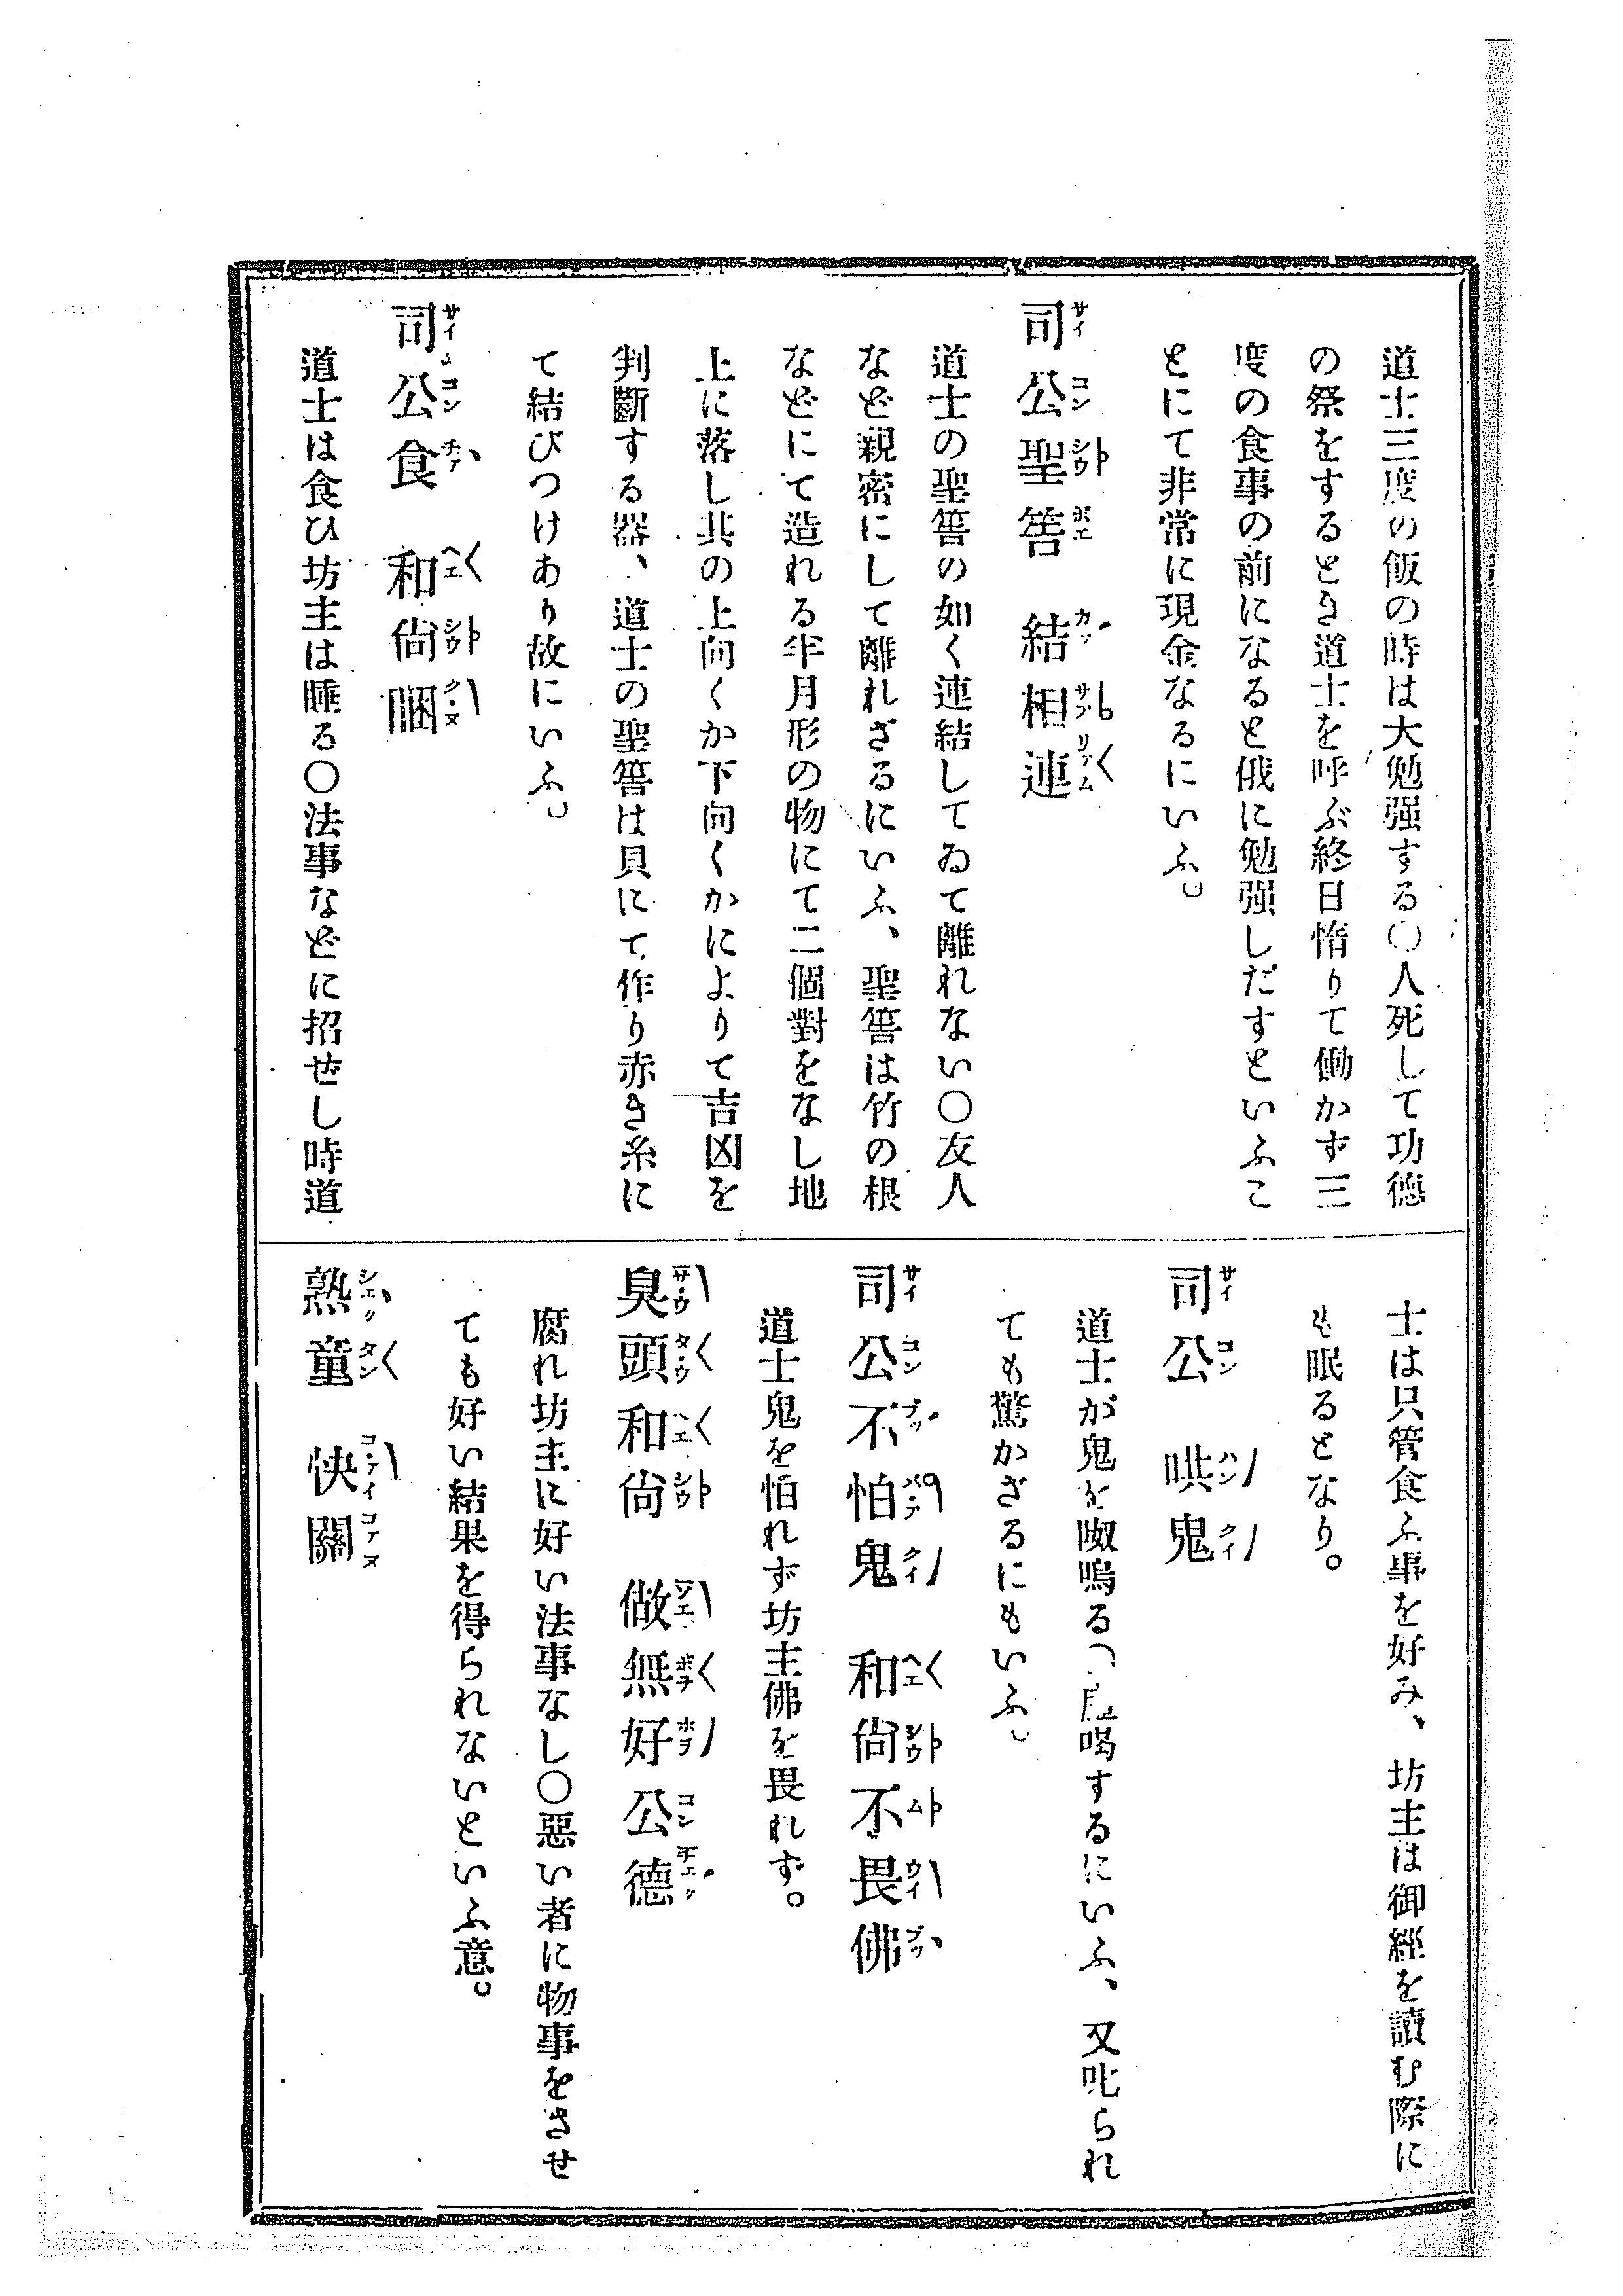 道士三度の飯の時は大勉强する〇人死して功德
の祭をするとき道士を呼ぶ終日惰りて働かず三
度の食事の前になると俄に勉强しだすといふこ
とにて非常に現金なるにいふ。
司公聖筶 結相連
道士の聖筶の如く連結してゐて離れない〇友人
など親密にして離れざるにいふ、聖筶は竹の根
などにて造れる半月形の物にて二個對をなし地
上に落し其の上向くか下向くかによりて吉凶を
判斷する器、道士の聖筶は貝にて作り赤き糸に
て結びつけあり故にいふ。
司公食 和尙睏
道士は食ひ坊主は睡る〇法事などに招ぜし時道
士は只管食ふ事を好み、坊主は御經を讀む際に
も眠るとなり。
司公 哄鬼
道士が鬼を呶鳴る〇喝するにいふ、又叱られ
ても驚かざるにもいふ。
司公不怕鬼 和尙不畏佛
道士鬼を怕れず坊主佛を畏れず。
臭頭和尙 做無好公德
腐れ坊主に好い法事なし〇惡い者に物事をさせ
ても好い結果を得られないといふ意。
熟童 快關